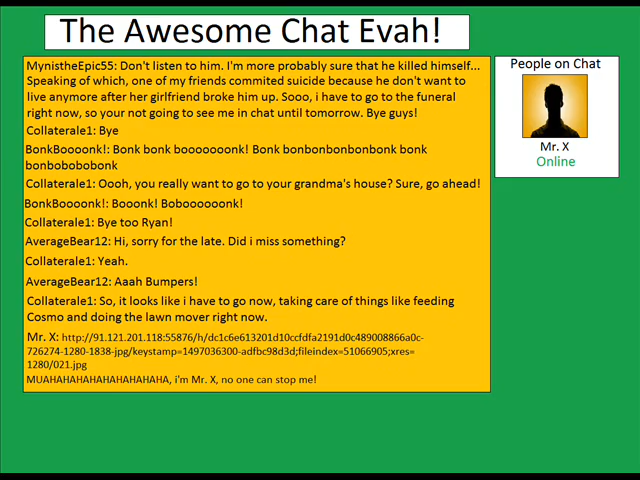 The Awesome Chat Evah!
MynistheEpic55: Don't listen to him. I'm more probably sure that he killed himself...
Speaking of which, one of my friends commited suicide because he don't want to
live anymore after her girlfriend broke him up. Sooo, i have to go to the funeral
right now, so your not going to see me in chat until tomorrow. Bye guys!
Collaterale1: Bye
BonkBoooonk!: Bonk bonk booooooonk! Bonk bonbonbonbonbonk bonk
bonbobobobonk
Collaterale1: Oooh, you really want to go to your grandma's house? Sure, go ahead!
BonkBoooonk!: Booonk! Boboooooonk!
Collaterale1: Bye too Ryan!
AverageBear12: Hi, sorry for the late. Did i miss something?
Collaterale1: Yeah.
AverageBear12: Aaah Bumpers!
Collaterale1: So, it looks like i have to go now, taking care of things like feeding
Cosmo and doing the lawn mover right now.
Mr. X: http://91.121.201.118:55876/h/dc1c6e613201d10ccfdfa2191d0c489008866a0c-
726274-1280-1838-jpg/keystamp=1497036300-adfbc98d3d;fileindex=51066905;xres=
1280/021.jpg
MUAHAHAHAHAHAHAHAHA, i'm Mr. X, no one can stop me!
People on Chat
Mr. X
Online